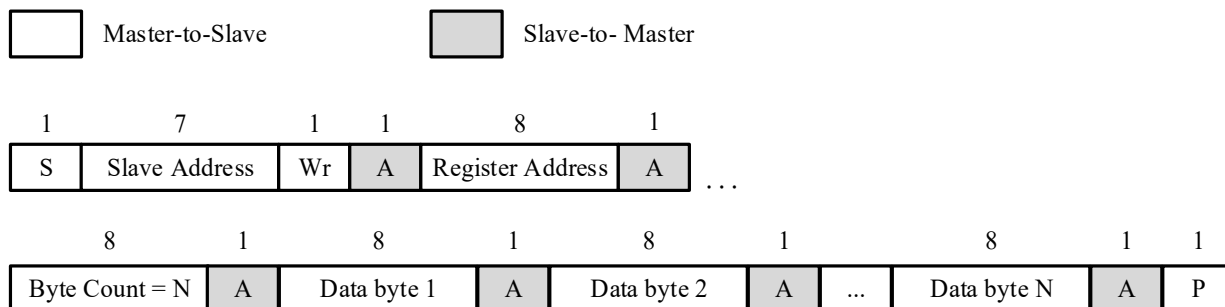 Master-to-Slave Slave-to- Master
1 7 1 1 8 1
S Slave Address Wr A Register Address A ...
8 1 8 1 8 1 8 1 1
Byte Count = N A Data byte 1 A Data byte 2 A ... Data byte N A P